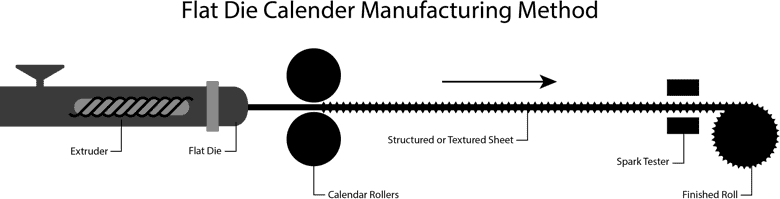 Flat Die Calender Manufacturing Method
Extruder
Flat Die
Structured or Textured Sheet
Spark Tester
Calendar Rollers
Finished Roll